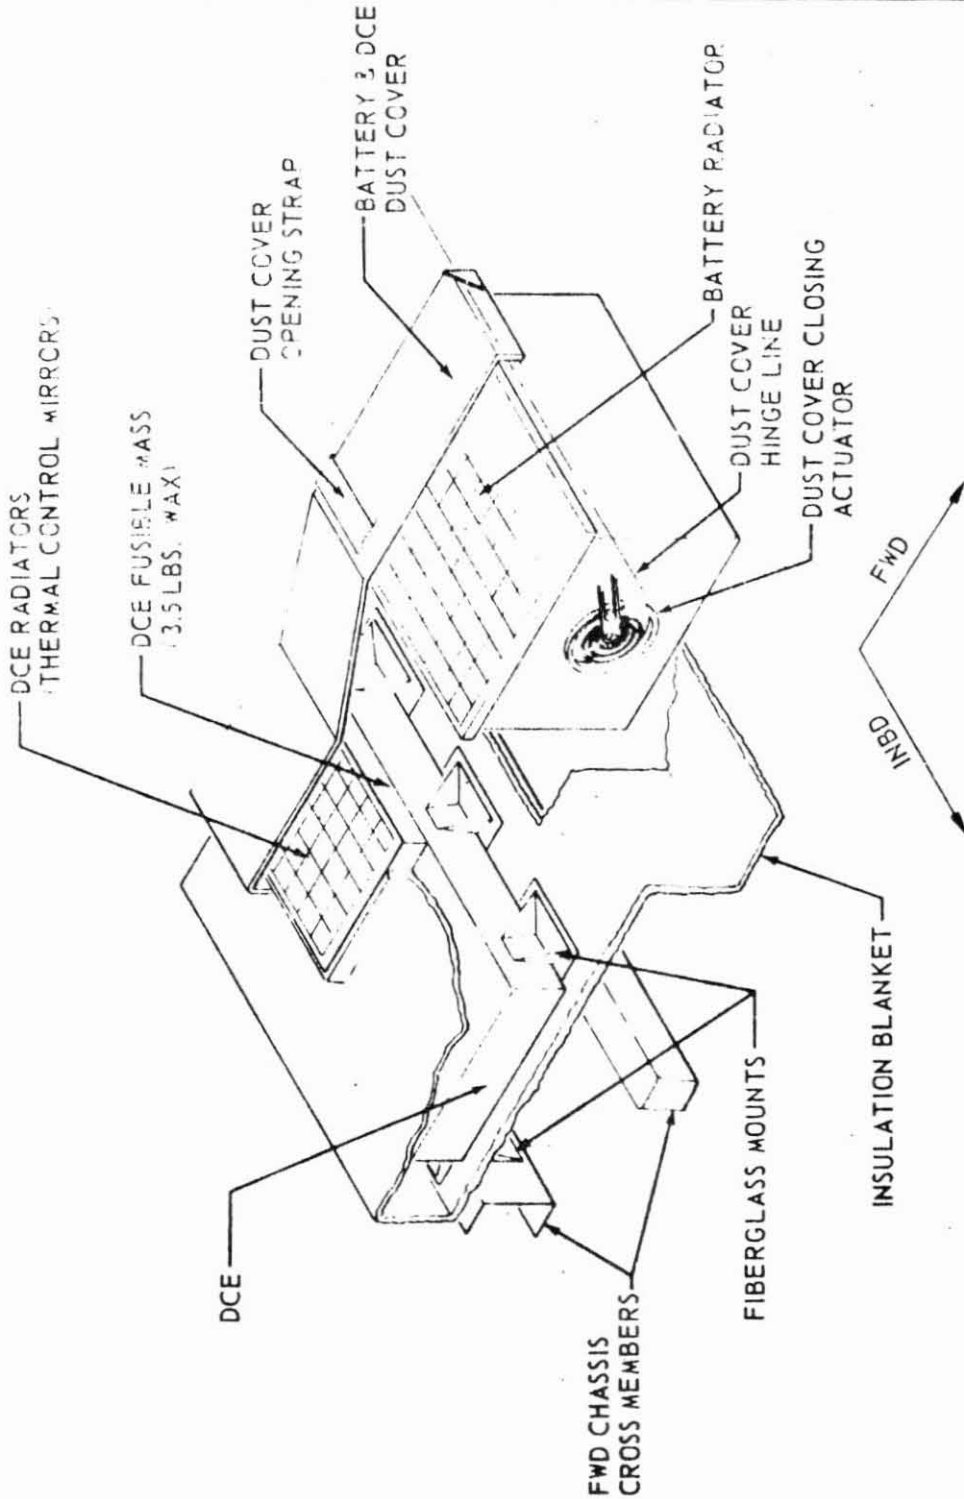 DCE RADIATORS
(THERMAL CONTROL MIRRORS)
DCE FUSIBLE MASS
(3.5 LBS. WAX)
DUST COVER
OPENING STRAP
BATTERY & DCE
DUST COVER
BATTERY RADIATOR
DUST COVER
HINGE LINE
DUST COVER CLOSING
ACTUATOR
FWD
INBD
DCE
FWD CHASSIS
CROSS MEMBERS
FIBERGLASS MOUNTS
INSULATION BLANKET